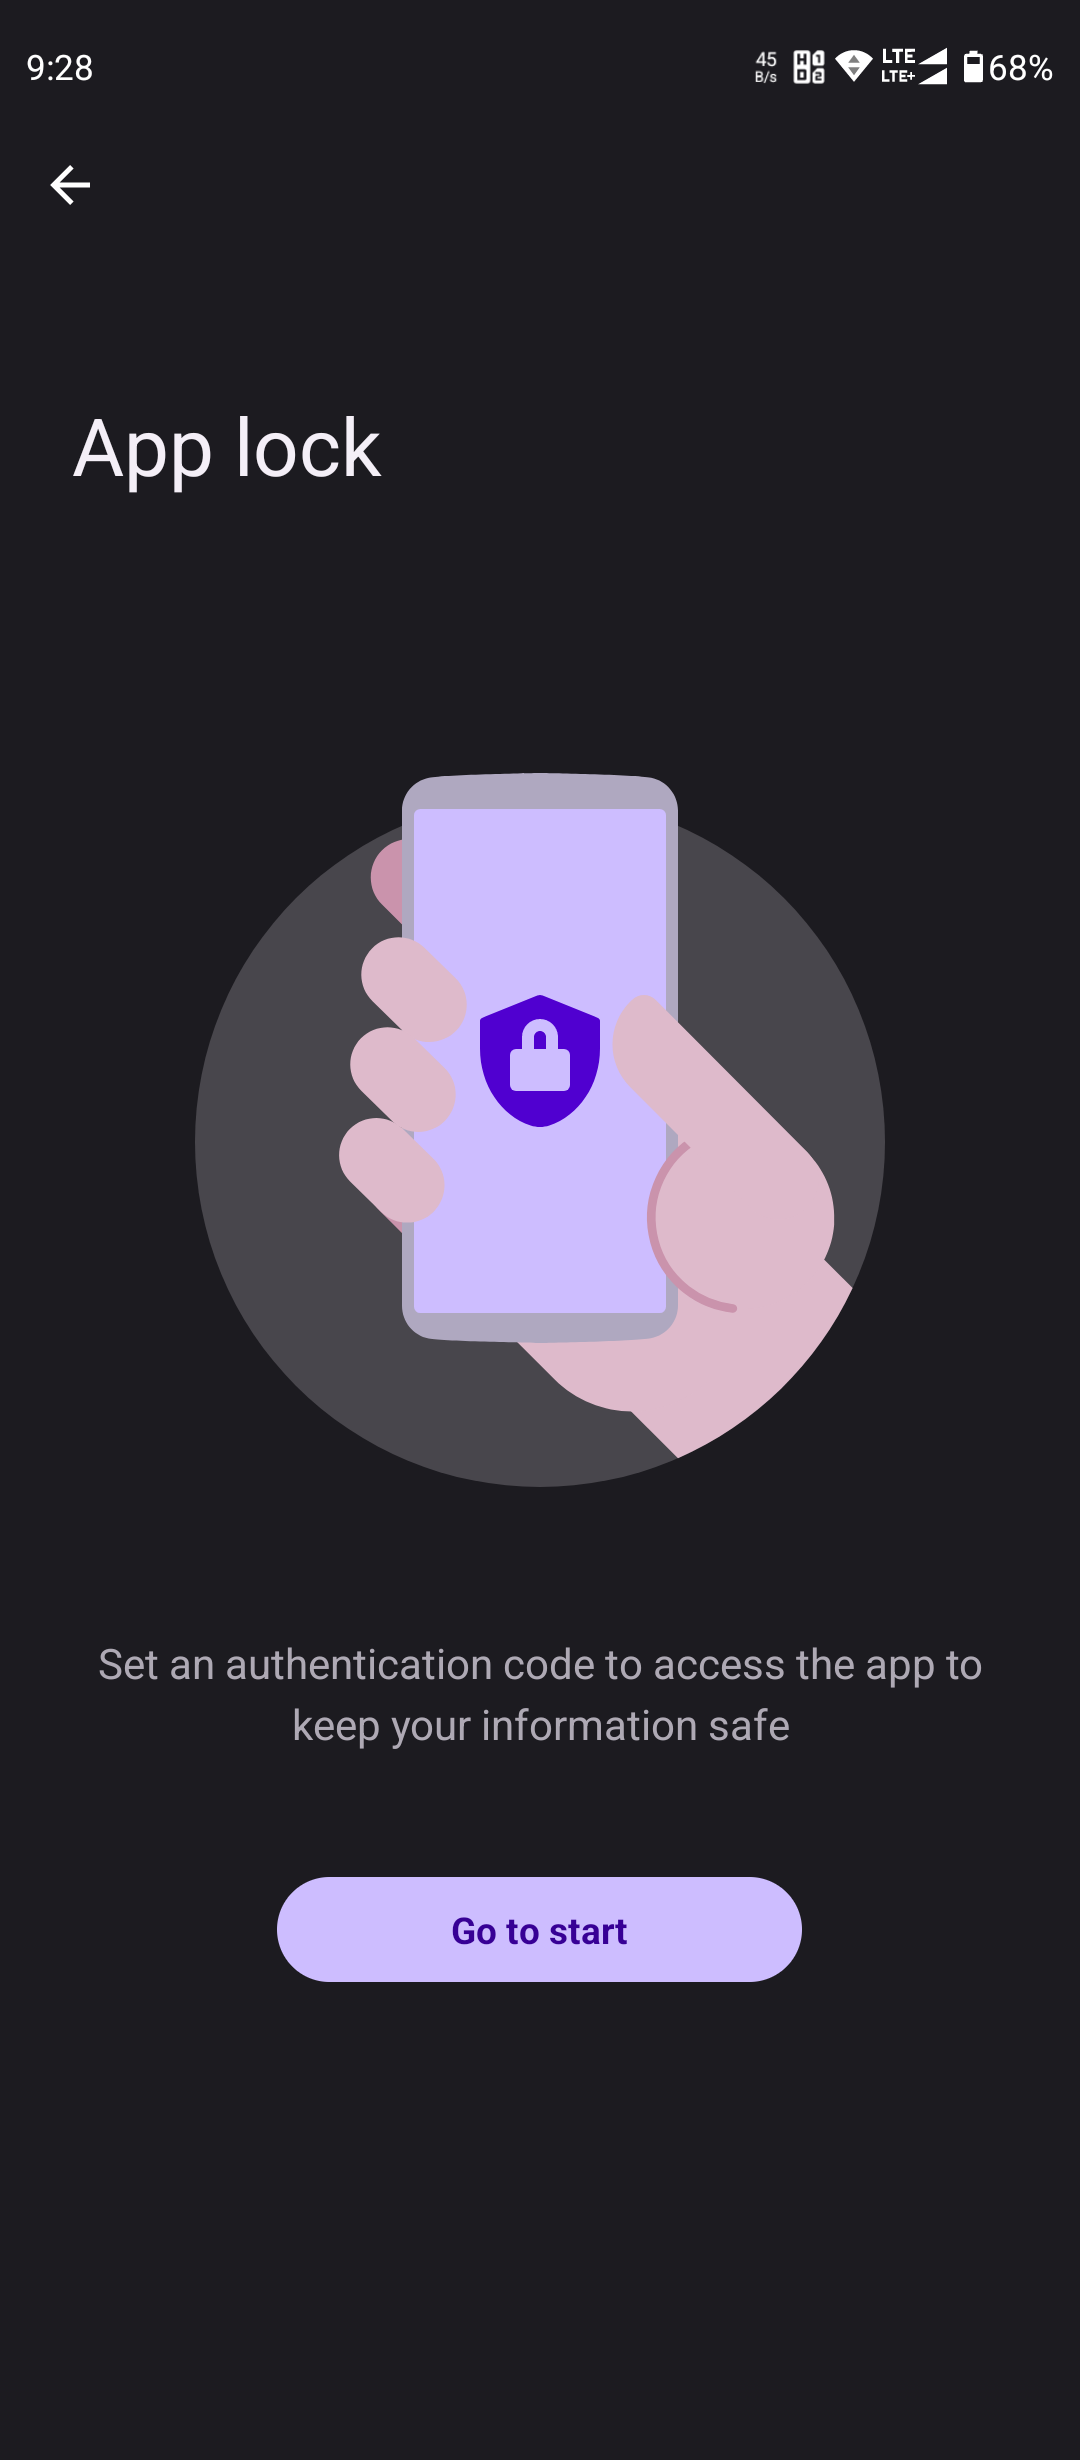 9:28
45
B/s
LTE
LTE+
68%
App lock
Set an authentication code to access the app to
keep your information safe
Go to start